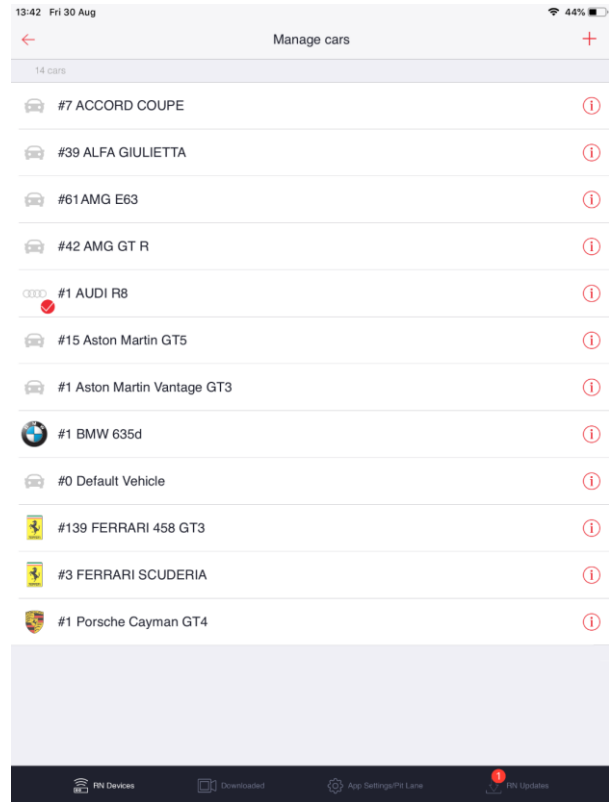 13:42 Fri 30 Aug 44%
Manage cars
14 cars
#7 ACCORD COUPE
#39 ALFA GIULIETTA
#61AMG E63
#42 AMG GT R
#1 AUDI R8
#15 Aston Martin GT5
#1 Aston Martin Vantage GT3
#1 BMW 635d
#0 Default Vehicle
#139 FERRARI 458 GT3
#3 FERRARI SCUDERIA
#1 Porsche Cayman GT4
1
RN Devices Downloaded App Settings/Pit Lane RN Updates